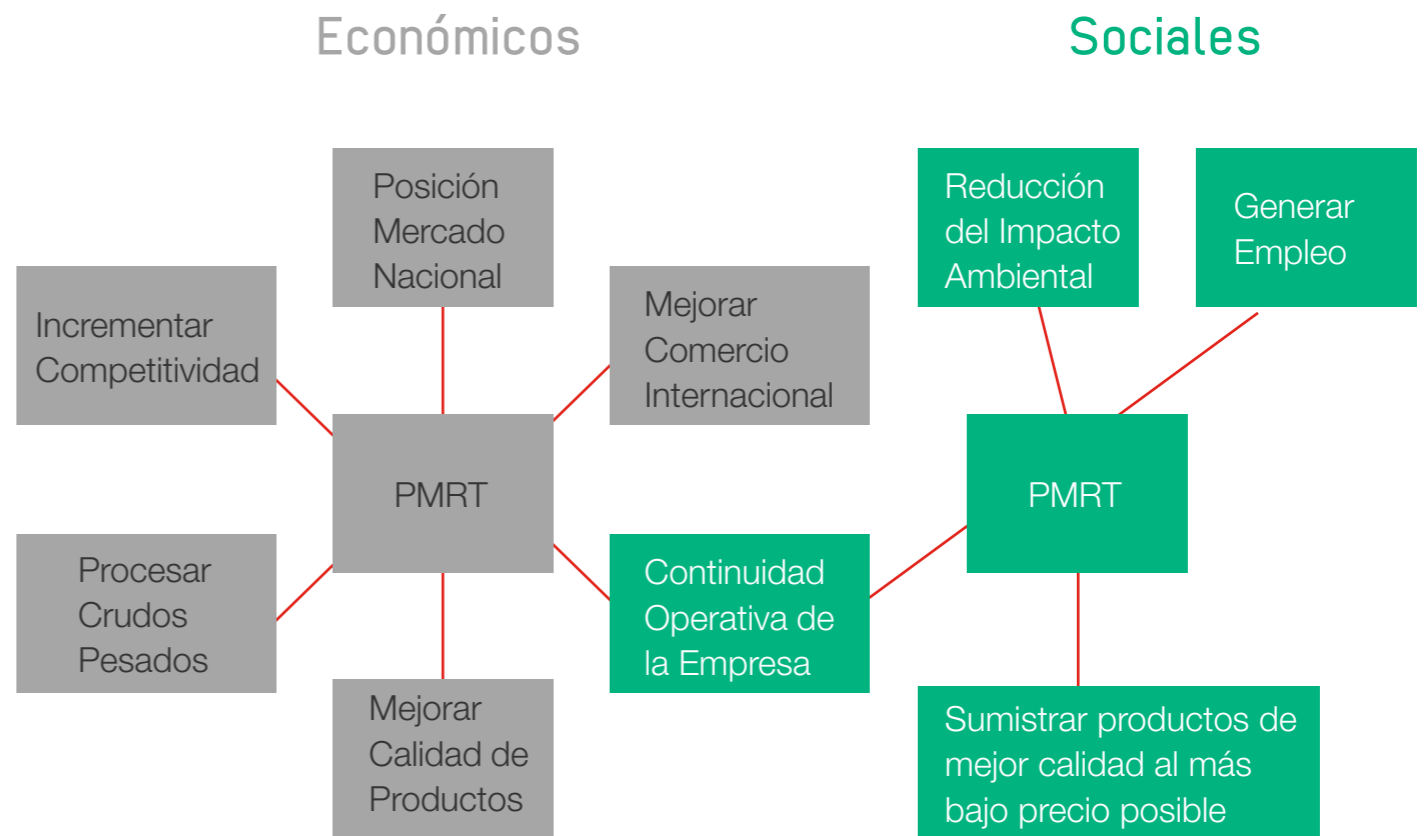 Económicos
Sociales
Posición
Mercado
Nacional
Incrementar
Competitividad
Mejorar
Comercio
Internacional
PMRT
Procesar
Crudos
Pesados
Mejorar
Calidad de
Productos
Continuidad
Operativa de
la Empresa
Reducción
del Impacto
Ambiental
Generar
Empleo
PMRT
Sumistrar productos de
mejor calidad al más
bajo precio posible